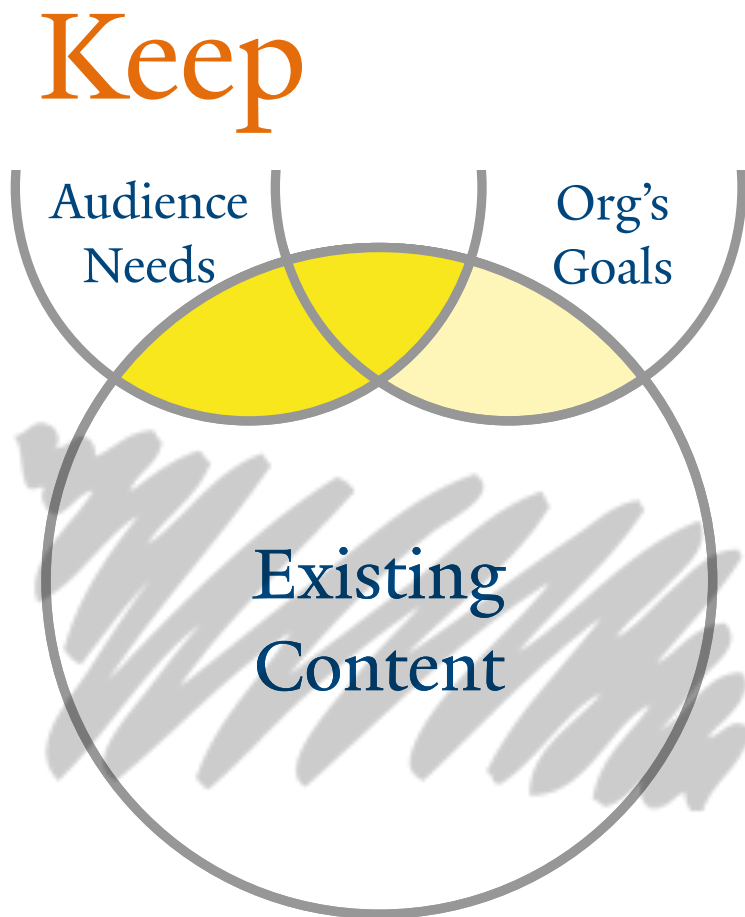 Keep
Audience
Needs
Org’s
Goals
Existing
Content